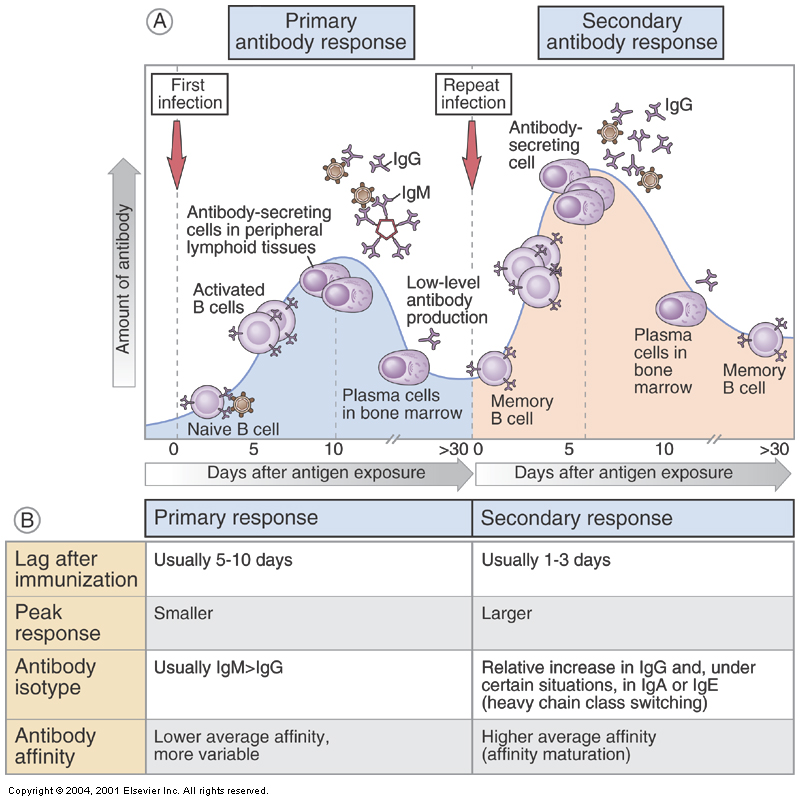 A
Primary
antibody response
Secondary
antibody response
First
infection
Repeat
infection
IgG
IgM
Antibody-secreting
cells in peripheral
lymphoid tissues
Activated
B cells
Low-level
antibody
production
Naive B cell
Plasma cells
in bone marrow
Antibody-
secreting
cell
IgG
Memory
B cell
Plasma
cells in
bone
marrow
Memory
B cell
Amount of antibody
0 5 10 >30 0 5 10 >30
Days after antigen exposure
Days after antigen exposure
B
Primary response
Secondary response
Lag after
immunization
Usually 5-10 days
Usually 1-3 days
Peak
response
Smaller
Larger
Antibody
isotype
Usually IgM>IgG
Relative increase in IgG and, under
certain situations, in IgA or IgE
(heavy chain class switching)
Antibody
affinity
Lower average affinity,
more variable
Higher average affinity
(affinity maturation)
Copyright © 2004, 2001 Elsevier Inc. All rights reserved.